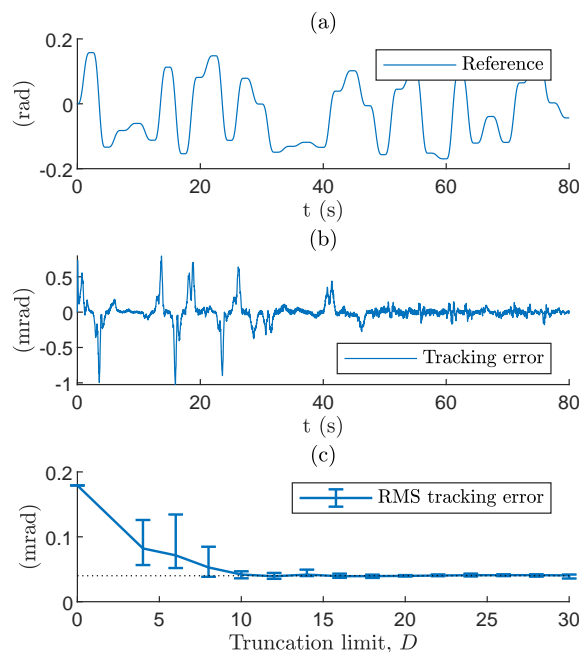 (a)
0.2
0
-0.2
(rad)
Reference
0 20 40 60 80
t (s)
(b)
0.5
0
-0.5
-1
(mrad)
Tracking error
0 20 40 60 80
t (s)
(c)
0.2
0.1
0
(mrad)
RMS tracking error
0 5 10 15 20 25 30
Truncation limit, D